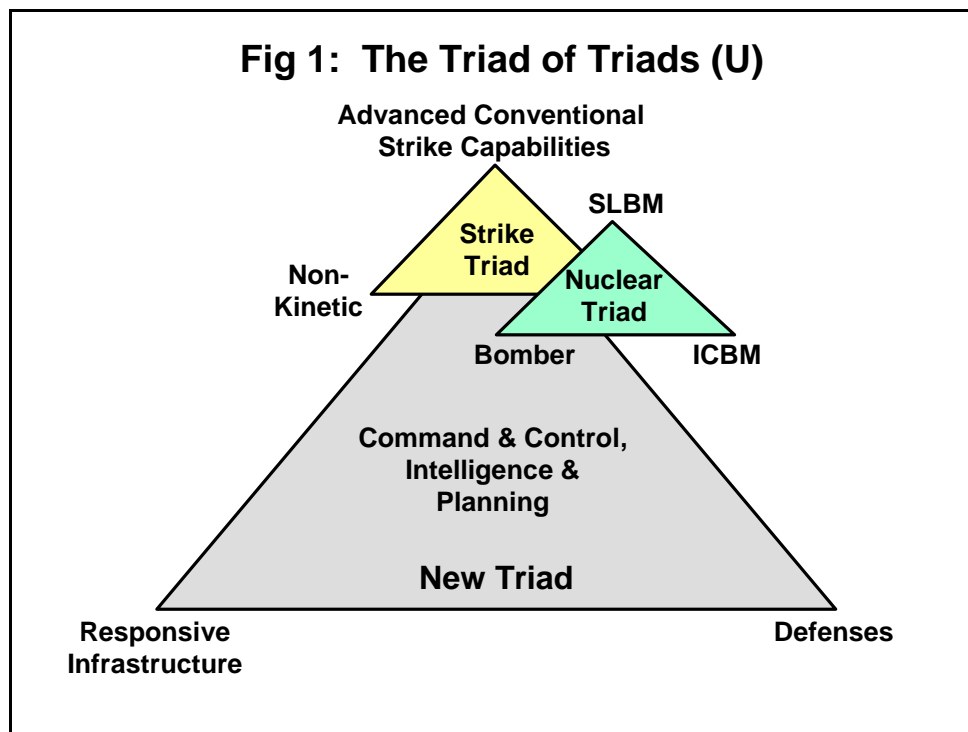 Fig 1: The Triad of Triads (U)
Advanced Conventional
Strike Capabilities
SLBM
Strike
Triad
Non-
Kinetic
Nuclear
Triad
Bomber
ICBM
Command & Control,
Intelligence &
Planning
New Triad
Responsive
Infrastructure
Defenses